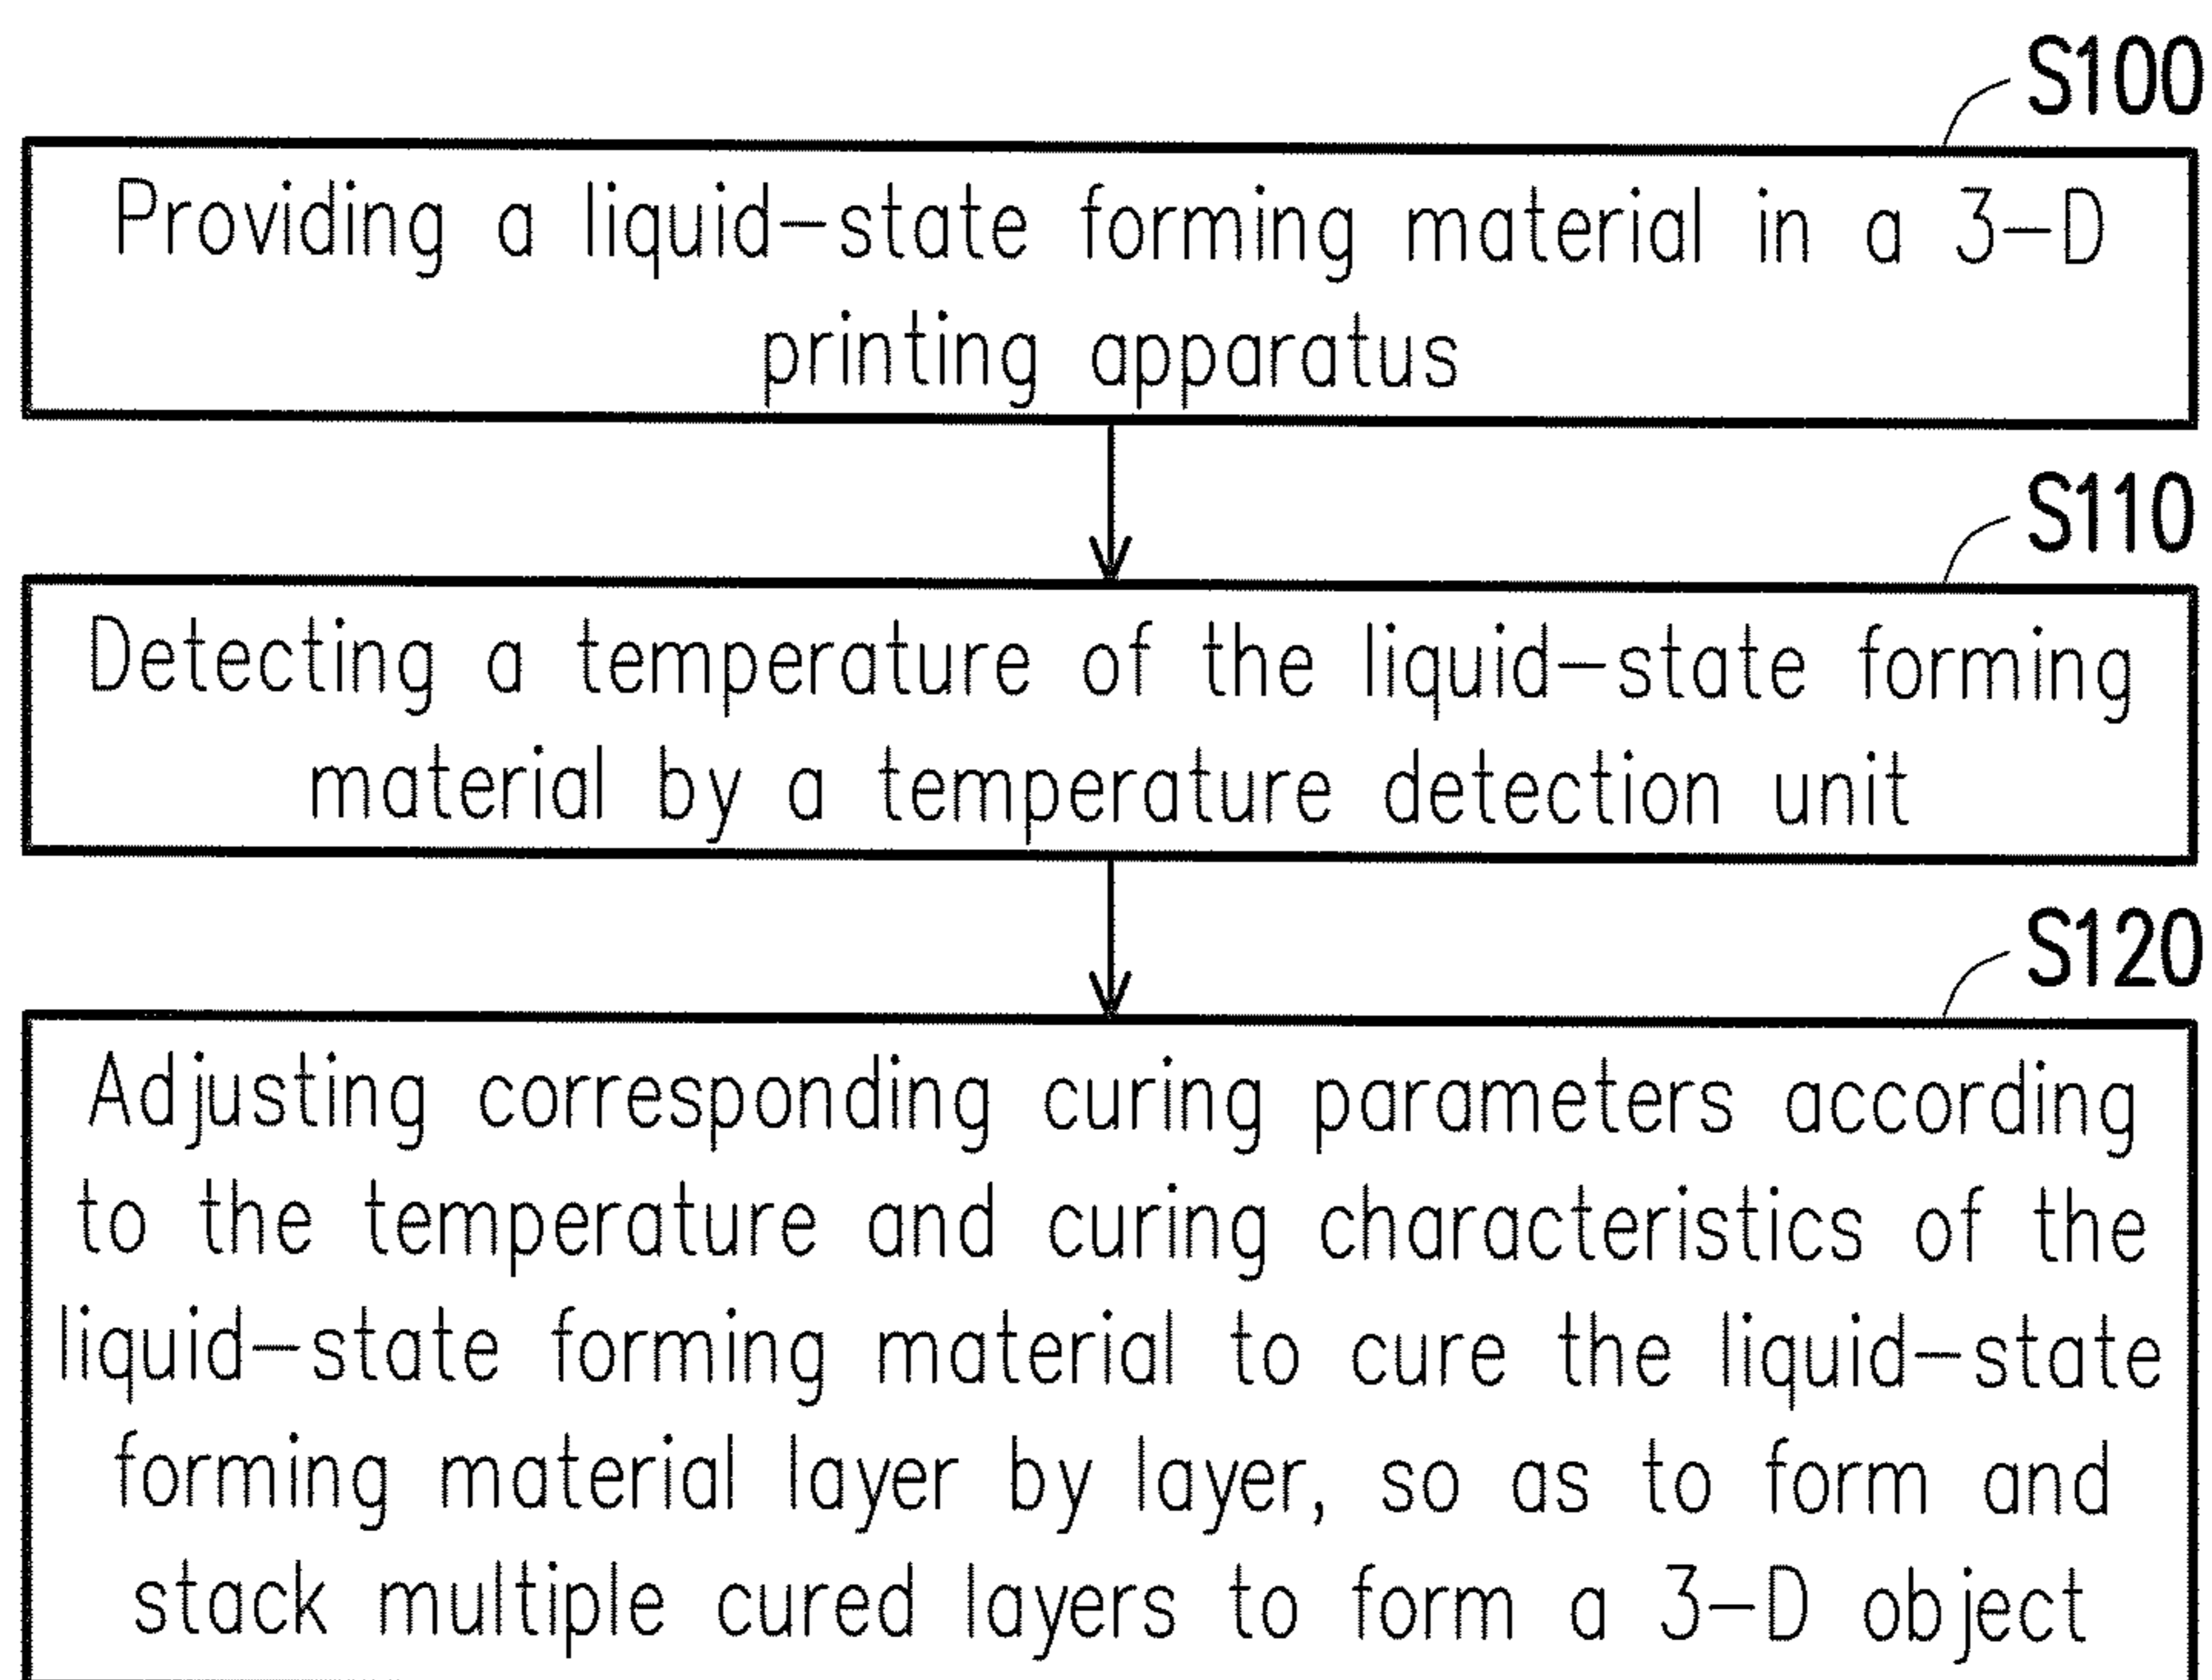 S100
Providing a liquid-state forming material in a 3-D
printing apparatus
S110
Detecting a temperature of the liquid-state forming
material by a temperature detection unit
S120
Adjusting corresponding curing parameters according
to the temperature and curing characteristics of the
liquid-state forming material to cure the liquid-state
forming material layer by layer, so as to form and
stack multiple cured layers to form a 3-D object